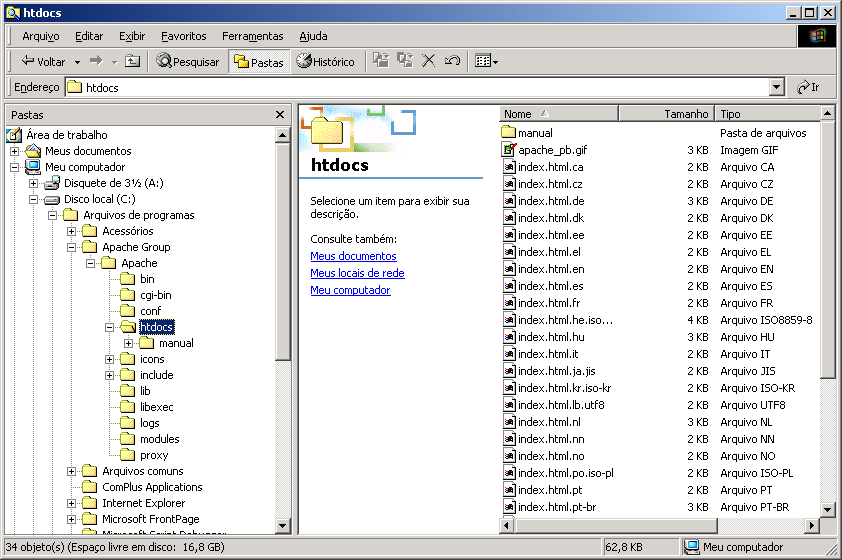 htdocs
Arquivo Editar Exibir Favoritos Ferramentas Ajuda
Voltar Pesquisar Pastas Histórico
Endereço htdocs Ir
Pastas
Área de trabalho
Meus documentos
Meu computador
Disquete de 3½ (A:)
Disco local (C:)
Arquivos de programas
Acessórios
Apache Group
Apache
bin
cgi-bin
conf
htdocs
manual
icons
include
lib
libexec
logs
modules
proxy
Arquivos comuns
ComPlus Applications
Internet Explorer
Microsoft FrontPage
Microsoft Script Debugger
htdocs
Selecione um item para exibir sua
descrição.
Consulte também:
Meus documentos
Meus locais de rede
Meu computador
Nome Tamanho Tipo
manual Pasta de arquivos
apache_pb.gif 3 KB Imagem GIF
index.html.ca 2 KB Arquivo CA
index.html.cz 2 KB Arquivo CZ
index.html.de 3 KB Arquivo DE
index.html.dk 2 KB Arquivo DK
index.html.ee 2 KB Arquivo EE
index.html.el 2 KB Arquivo EL
index.html.en 2 KB Arquivo EN
index.html.es 2 KB Arquivo ES
index.html.fr 2 KB Arquivo FR
index.html.he.iso... 4 KB Arquivo ISO8859-8
index.html.hu 3 KB Arquivo HU
index.html.it 2 KB Arquivo IT
index.html.ja.jis 2 KB Arquivo JIS
index.html.kr.iso-kr 2 KB Arquivo ISO-KR
index.html.lb.utf8 2 KB Arquivo UTF8
index.html.nl 3 KB Arquivo NL
index.html.nn 2 KB Arquivo NN
index.html.no 2 KB Arquivo NO
index.html.po.iso-pl 2 KB Arquivo ISO-PL
index.html.pt 2 KB Arquivo PT
index.html.pt-br 2 KB Arquivo PT-BR
34 objeto(s) (Espaço livre em disco: 16,8 GB) 62,8 KB Meu computador